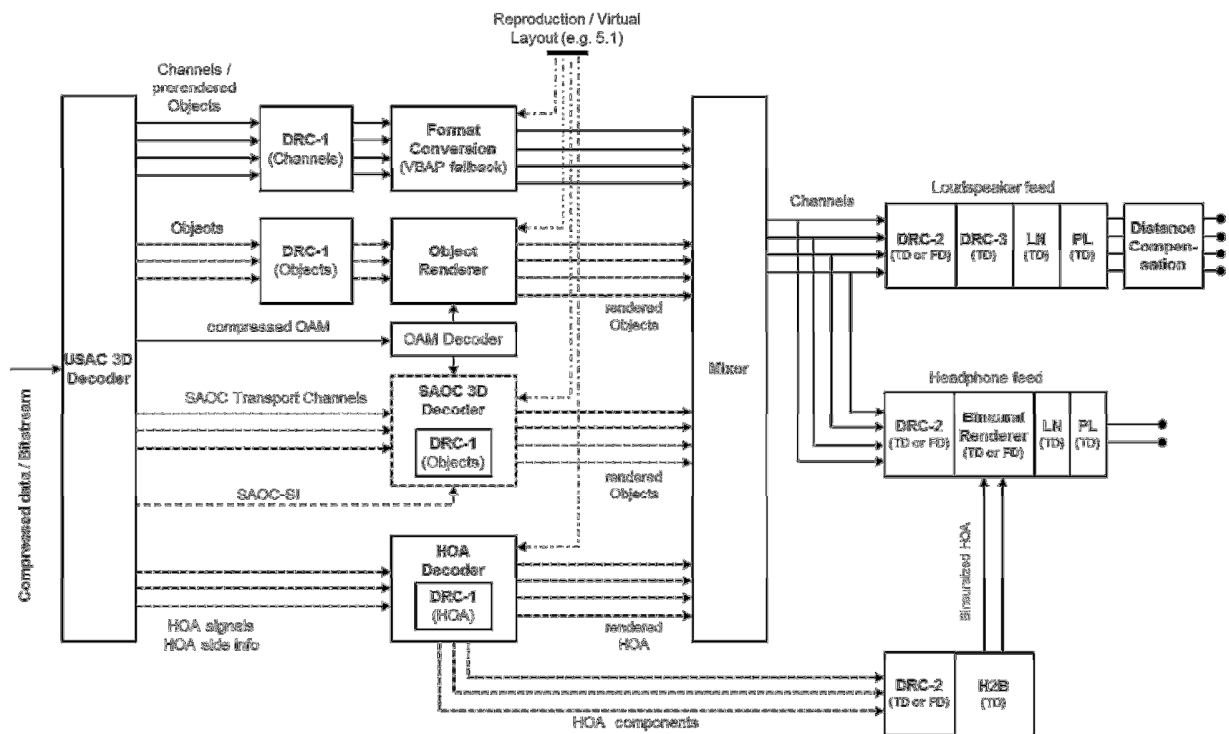 Reproduction / Virtual
Layout (e.g. 5.1)
Channels /
prerendered
Objects
DRC-1
(Channels)
Format
Conversion
(VBAP fallback)
Objects
DRC-1
(Objects)
Object
Renderer
rendered
Objects
compressed OAM
OAM Decoder
USAC 3D
Decoder
Compressed data / Bitstream
SAOC Transport Channels
SAOC 3D
Decoder
DRC-1
(Objects)
rendered
Objects
SAOC-SI
HOA
Decoder
DRC-1
(HOA)
rendered
HOA
HOA signals
HOA side info
HOA components
Mixer
Channels
Loudspeaker feed
DRC-2
(TD or FD)
DRC-3
(TD)
LN
(TD)
PL
(TD)
Distance
Compen-
sation
Headphone feed
DRC-2
(TD or FD)
Binaural
Renderer
(TD or FD)
LN
(TD)
PL
(TD)
Binauralized HOA
DRC-2
(TD or FD)
H2B
(TD)